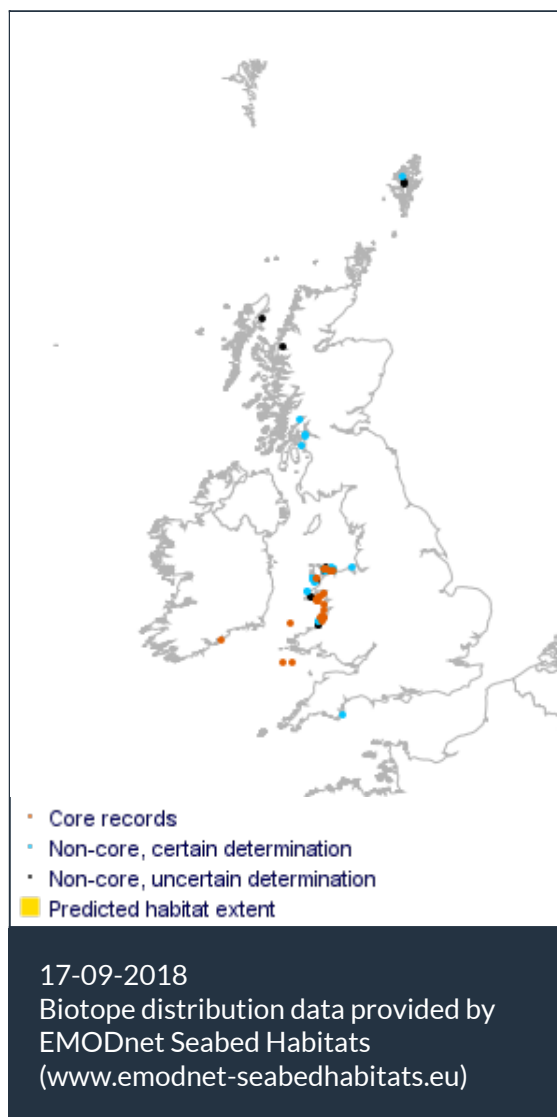 Core records
Non-core, certain determination
Non-core, uncertain determination
Predicted habitat extent
17-09-2018
Biotope distribution data provided by
EMODnet Seabed Habitats
(www.emodnet-seabedhabitats.eu)